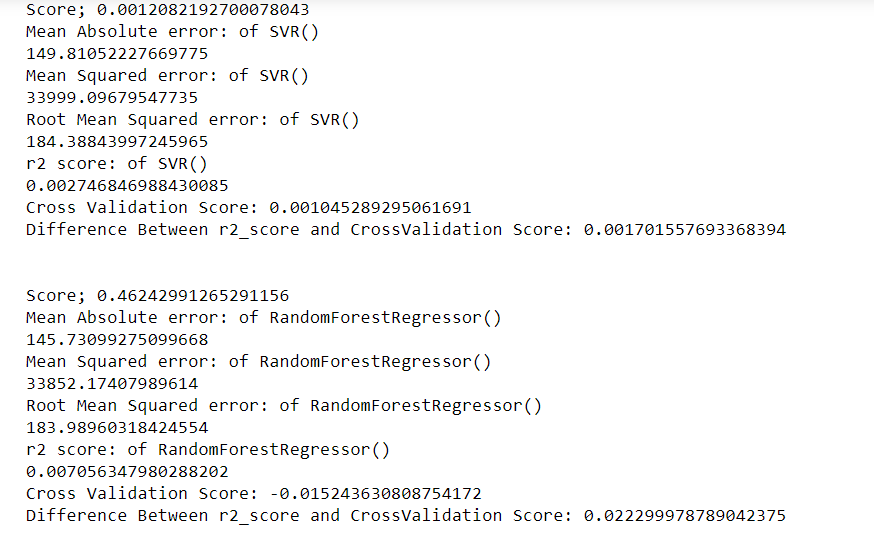 Score; 0.0012082192700078043
Mean Absolute error: of SVR()
149.81052227669775
Mean Squared error: of SVR()
33999.09679547735
Root Mean Squared error: of SVR()
184.38843997245965
r2 score: of SVR()
0.002746846988430085
Cross Validation Score: 0.001045289295061691
Difference Between r2_score and CrossValidation Score: 0.001701557693368394
Score; 0.46242991265291156
Mean Absolute error: of RandomForestRegressor()
145.73099275099668
Mean Squared error: of RandomForestRegressor()
33852.17407989614
Root Mean Squared error: of RandomForestRegressor()
183.98960318424554
r2 score: of RandomForestRegressor()
0.007056347980288202
Cross Validation Score: -0.015243630808754172
Difference Between r2_score and CrossValidation Score: 0.022299978789042375